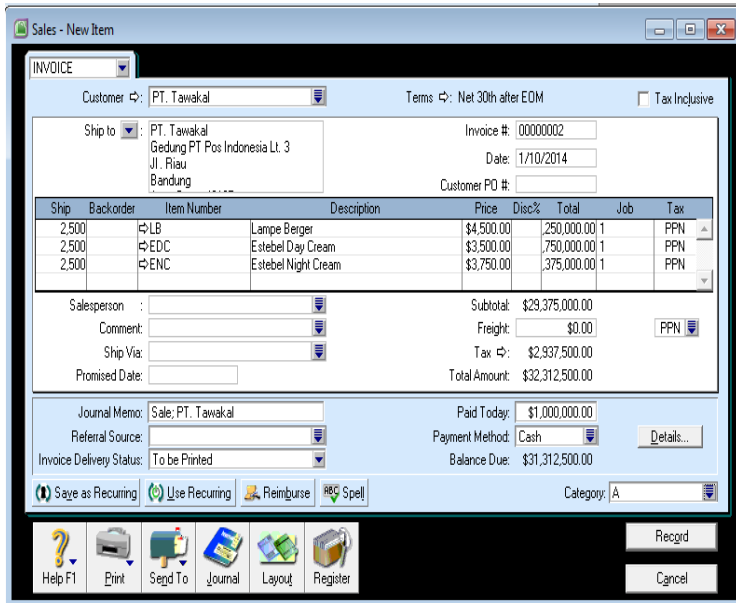 Sales - New Item
INVOICE
Customer ⇨: PT. Tawakal Terms ⇨: Net 30th after EOM Tax Inclusive
Ship to : PT. Tawakal Invoice #: 00000002
Gedung PT Pos Indonesia Lt. 3
Jl. Riau Date: 1/10/2014
Bandung Customer PO #:
Ship Backorder Item Number Description Price Disc% Total Job Tax
2,500 ⇨LB Lampe Berger $4,500.00 ,250,000.00 1 PPN
2,500 ⇨EDC Estebel Day Cream $3,500.00 ,750,000.00 1 PPN
2,500 ⇨ENC Estebel Night Cream $3,750.00 ,375,000.00 1 PPN
Salesperson : Subtotal: $29,375,000.00
Comment: Freight: $0.00 PPN
Ship Via: Tax ⇨: $2,937,500.00
Promised Date: Total Amount: $32,312,500.00
Journal Memo: Sale; PT. Tawakal Paid Today: $1,000,000.00
Referral Source: Payment Method: Cash Details...
Invoice Delivery Status: To be Printed Balance Due: $31,312,500.00
Save as Recurring Use Recurring Reimburse ABC Spell Category: A
Help F1 Print Send To Journal Layout Register Record
Cancel